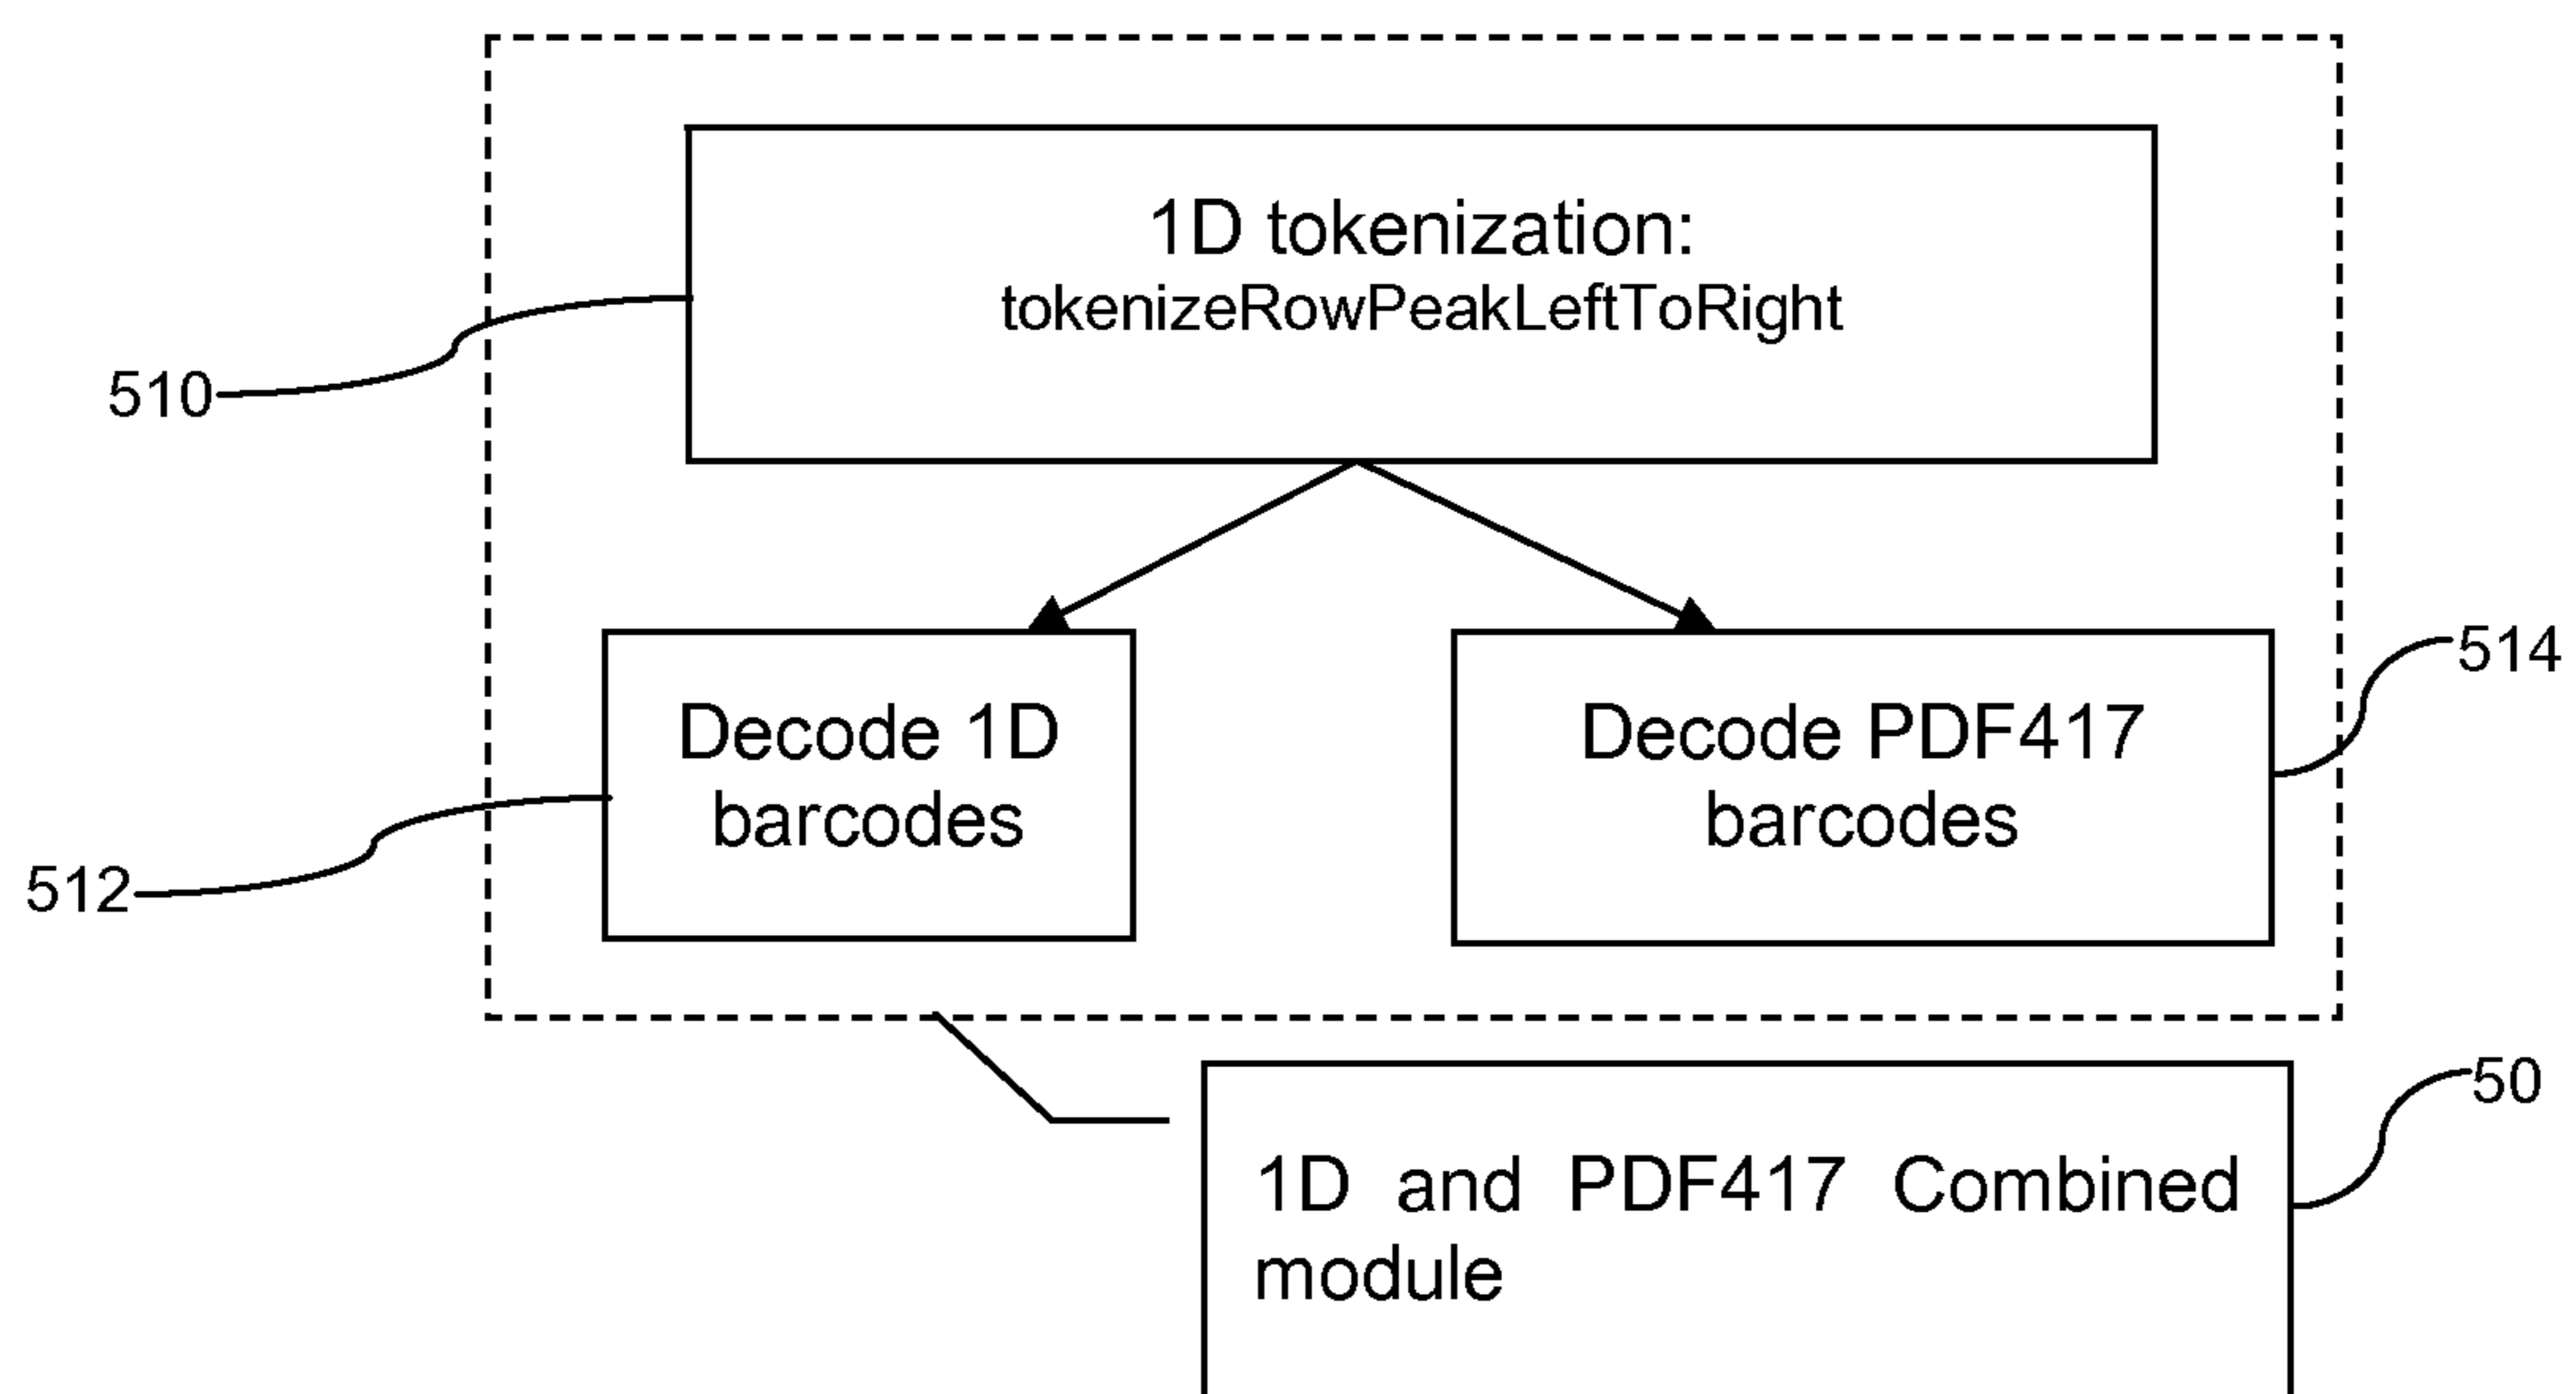 1D tokenization:
tokenizeRowPeakLeftToRight
510
514
Decode 1D
barcodes
Decode PDF417
barcodes
512
50
1D and PDF417 Combined
module